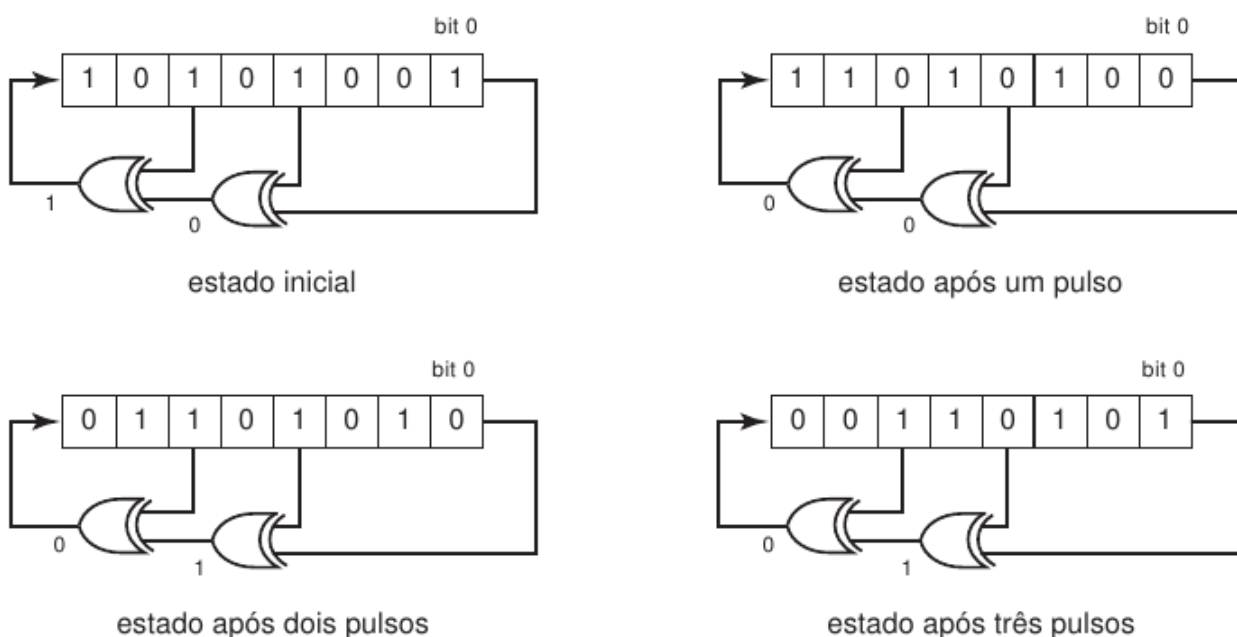 bit 0
1 0 1 0 1 0 0 1
1
0
estado inicial
bit 0
1 1 0 1 0 1 0 0
0
0
estado após um pulso
bit 0
0 1 1 0 1 0 1 0
0
1
estado após dois pulsos
bit 0
0 0 1 1 0 1 0 1
0
1
estado após três pulsos